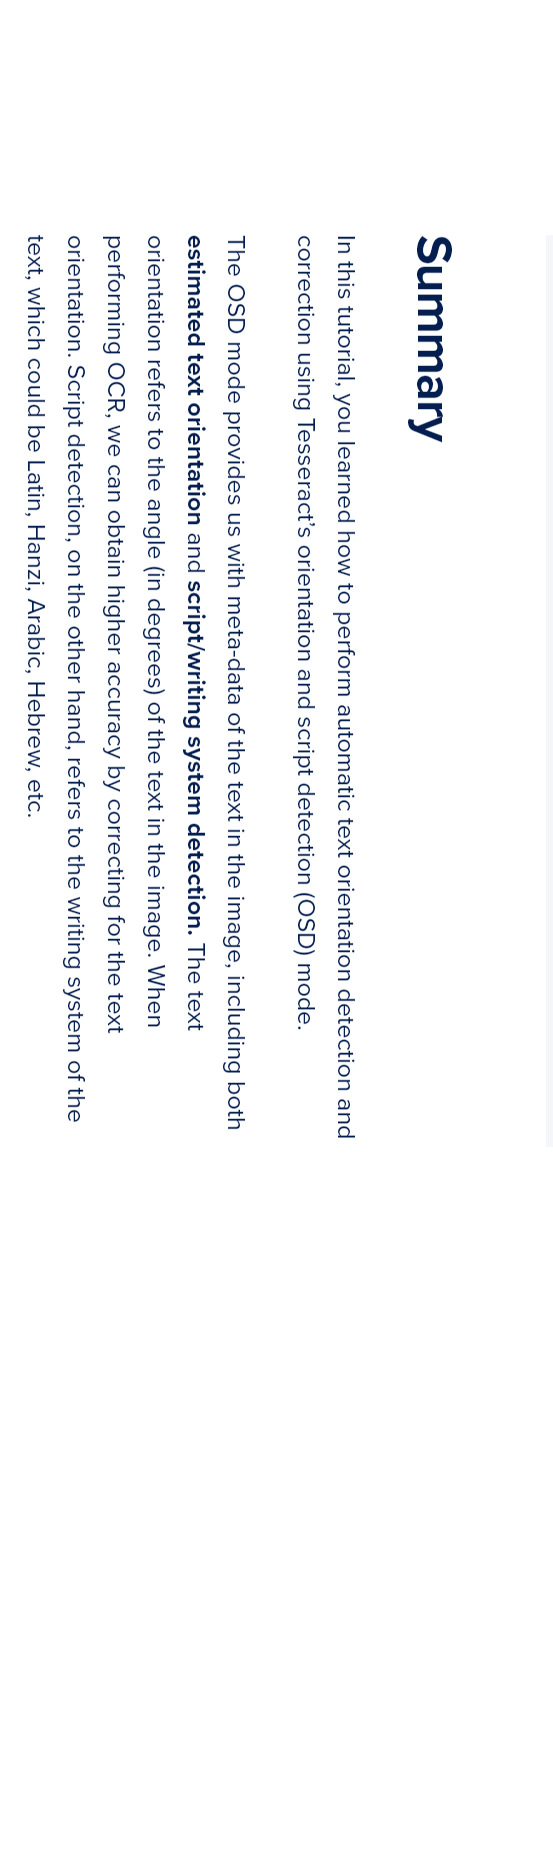 Summary
In this tutorial, you learned how to perform automatic text orientation detection and
correction using Tesseract’s orientation and script detection (OSD) mode.
The OSD mode provides us with meta-data of the text in the image, including both
estimated text orientation and script/writing system detection. The text
orientation refers to the angle (in degrees) of the text in the image. When
performing OCR, we can obtain higher accuracy by correcting for the text
orientation. Script detection, on the other hand, refers to the writing system of the
text, which could be Latin, Hanzi, Arabic, Hebrew, etc.